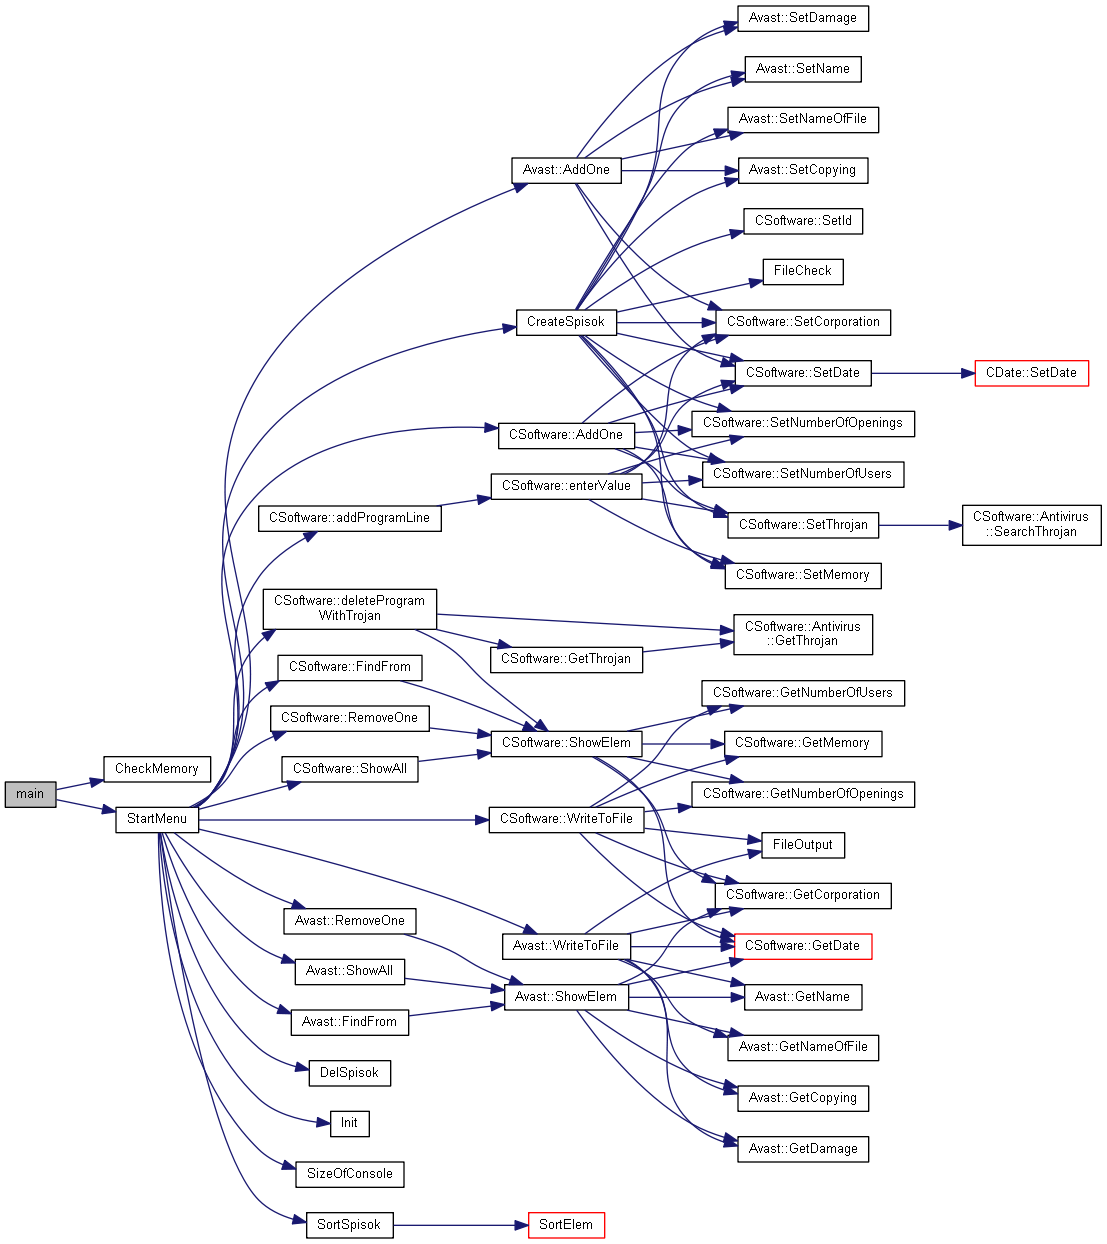 Avast::SetDamage
Avast::SetName
Avast::SetNameOfFile
Avast::AddOne
Avast::SetCopying
CSoftware::SetId
FileCheck
CreateSpisok
CSoftware::SetCorporation
CSoftware::SetDate
CDate::SetDate
CSoftware::SetNumberOfOpenings
CSoftware::AddOne
CSoftware::SetNumberOfUsers
CSoftware::enterValue
CSoftware::addProgramLine
CSoftware::SetThrojan
CSoftware::Antivirus
::SearchThrojan
CSoftware::SetMemory
CSoftware::deleteProgram
WithTrojan
CSoftware::Antivirus
::GetThrojan
CSoftware::GetThrojan
CSoftware::FindFrom
CSoftware::GetNumberOfUsers
CSoftware::RemoveOne
CSoftware::ShowElem
CSoftware::GetMemory
CheckMemory
CSoftware::ShowAll
main
CSoftware::GetNumberOfOpenings
StartMenu
CSoftware::WriteToFile
FileOutput
CSoftware::GetCorporation
Avast::RemoveOne
Avast::WriteToFile
CSoftware::GetDate
Avast::ShowAll
Avast::ShowElem
Avast::GetName
Avast::FindFrom
Avast::GetNameOfFile
DelSpisok
Avast::GetCopying
Init
Avast::GetDamage
SizeOfConsole
SortSpisok
SortElem